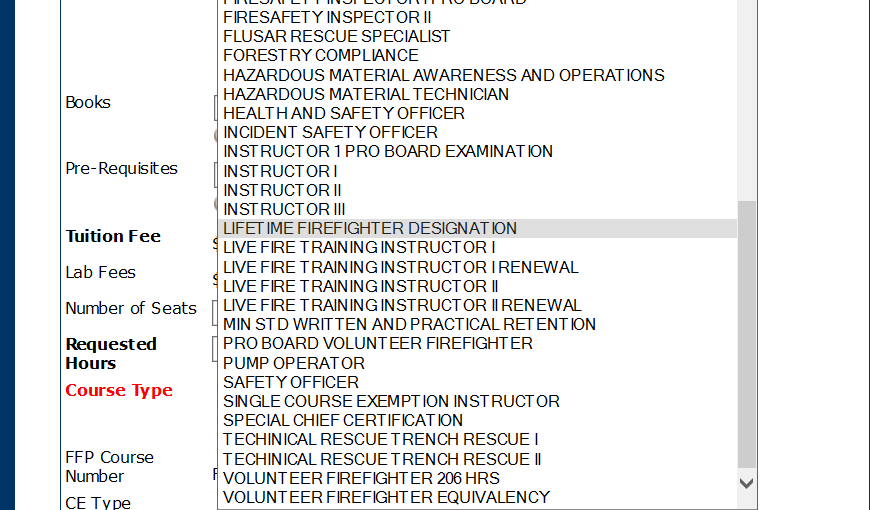 FIRESAFETY INSPECTOR I PRO BOARD
FIRESAFETY INSPECTOR II
FLUSAR RESCUE SPECIALIST
FORESTRY COMPLIANCE
HAZARDOUS MATERIAL AWARENESS AND OPERATIONS
HAZARDOUS MATERIAL TECHNICIAN
HEALTH AND SAFETY OFFICER
INCIDENT SAFETY OFFICER
INSTRUCTOR 1 PRO BOARD EXAMINATION
INSTRUCTOR I
INSTRUCTOR II
INSTRUCTOR III
LIFETIME FIREFIGHTER DESIGNATION
LIVE FIRE TRAINING INSTRUCTOR I
LIVE FIRE TRAINING INSTRUCTOR I RENEWAL
LIVE FIRE TRAINING INSTRUCTOR II
LIVE FIRE TRAINING INSTRUCTOR II RENEWAL
MIN STD WRITTEN AND PRACTICAL RETENTION
PRO BOARD VOLUNTEER FIREFIGHTER
PUMP OPERATOR
SAFETY OFFICER
SINGLE COURSE EXEMPTION INSTRUCTOR
SPECIAL CHIEF CERTIFICATION
TECHINICAL RESCUE TRENCH RESCUE I
TECHINICAL RESCUE TRENCH RESCUE II
VOLUNTEER FIREFIGHTER 206 HRS
VOLUNTEER FIREFIGHTER EQUIVALENCY
Books
Pre-Requisites
Tuition Fee
Lab Fees
Number of Seats
Requested
Hours
Course Type
FFP Course
Number
CE Type